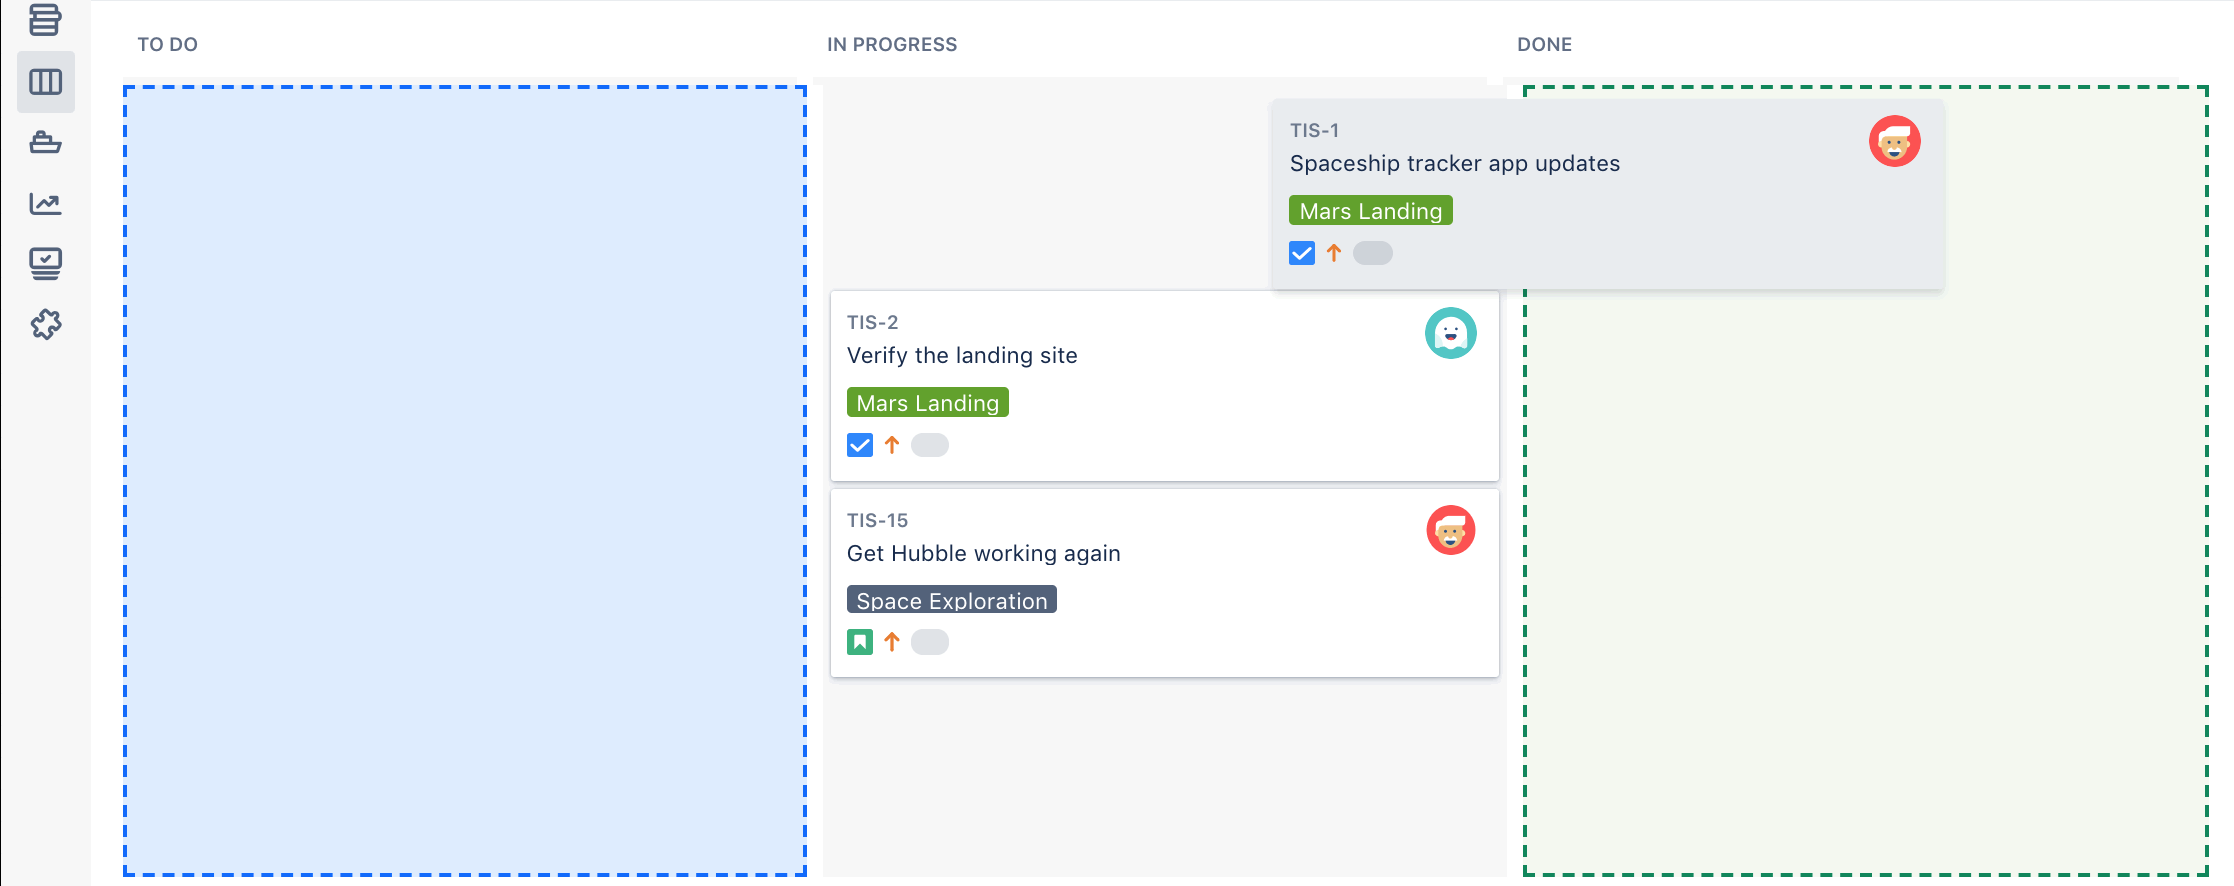 TO DO
IN PROGRESS
DONE
TIS-1
Spaceship tracker app updates
Mars Landing
TIS-2
Verify the landing site
Mars Landing
TIS-15
Get Hubble working again
Space Exploration